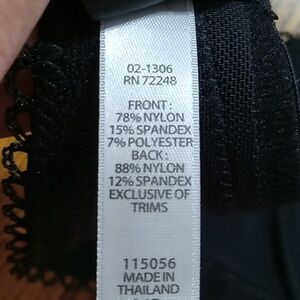 02-1306
RN 72248
FRONT:
78% NYLON
15% SPANDEX
7% POLYESTER
BACK:
88% NYLON
12% SPANDEX
EXCLUSIVE OF
TRIMS
115056
MADE IN
THAILAND